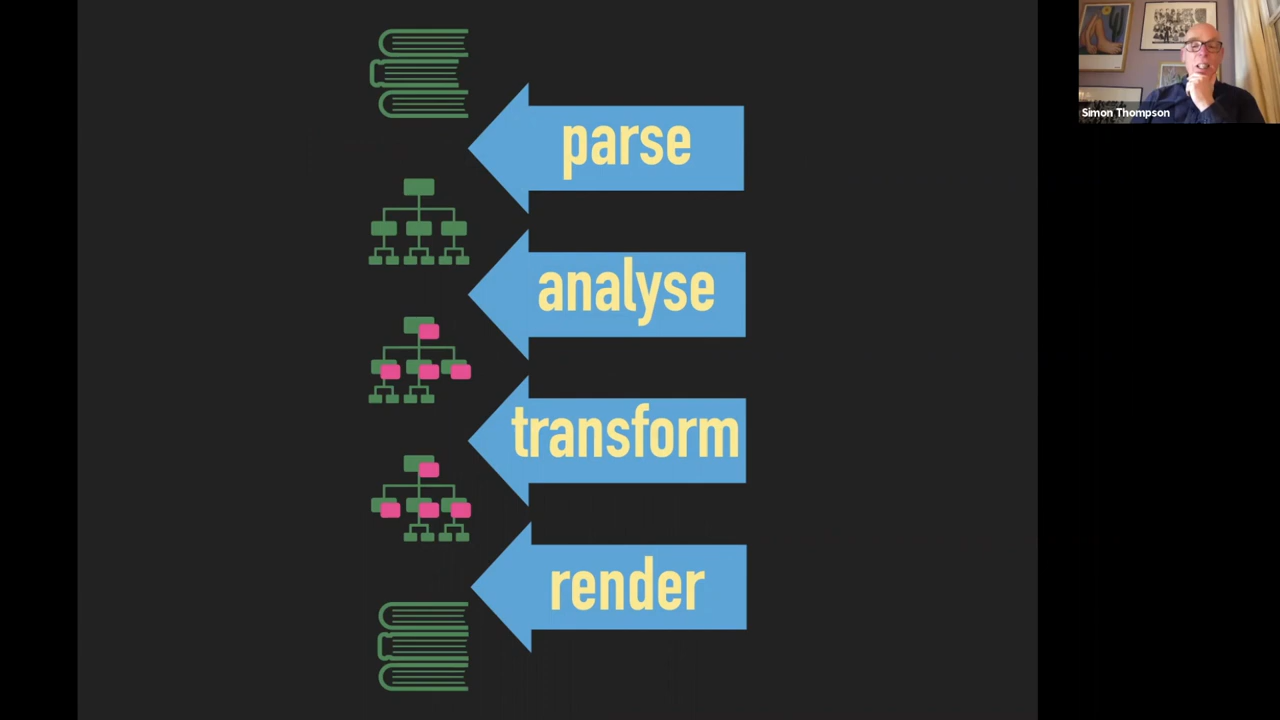 parse
analyse
transform
render
Simon Thompson